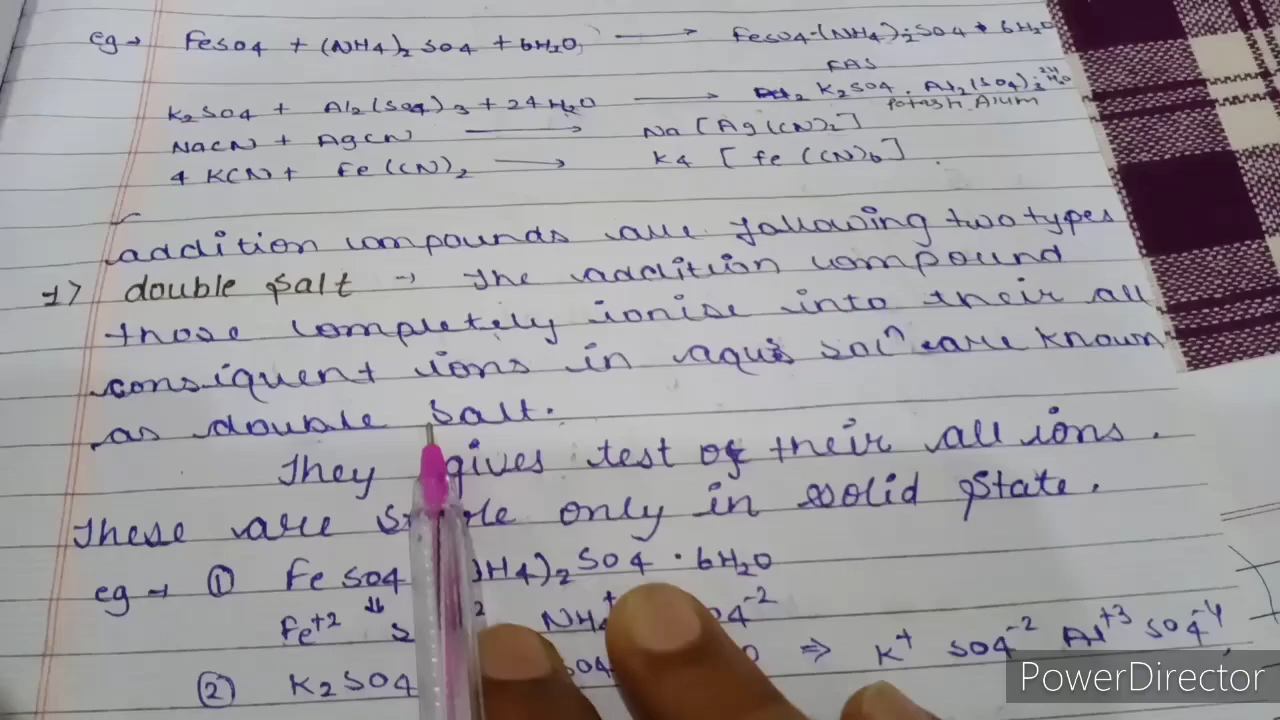 eg → FeSO4 + (NH4)2 SO4 + 6H2O → FeSO4·(NH4)2SO4·6H2O
FAS
K2SO4 + Al2(SO4)3 + 24H2O → K2SO4 . Al2(SO4)3 24H2O
Potash Alum
NaCN + AgCN → Na [Ag(CN)2]
4 KCN + Fe(CN)2 → K4 [Fe(CN)6]
addition compounds are following two types
1> double salt → The addition compound
those completely ionise into their all
consiquent ions in aqus soln are known
as double salt.
They gives test of their all ions.
These are only in solid state.
eg → ① FeSO4 H4)2 SO4 · 6H2O
⇓
Fe+2 NH4+ O4-2
② K2SO4 SO4 O ⇒ K+ SO4-2 Al+3 SO4-4
PowerDirector